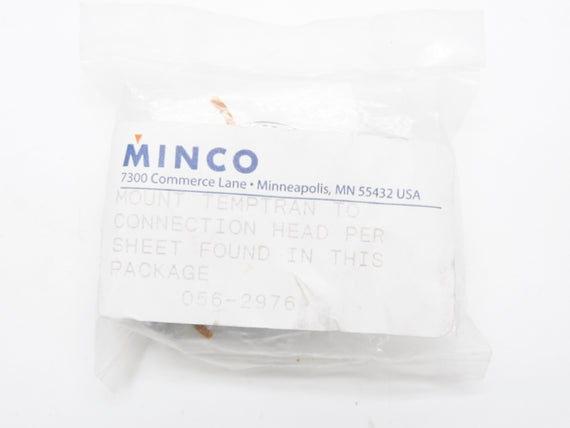 MINCO
7300 Commerce Lane • Minneapolis, MN 55432 USA
MOUNT TEMPTRAN TO
CONNECTION HEAD PER
SHEET FOUND IN THIS
PACKAGE
056-2976